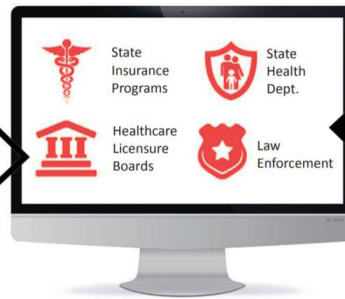 State
Insurance
Programs
State
Health
Dept.
Healthcare
Licensure
Boards
Law
Enforcement